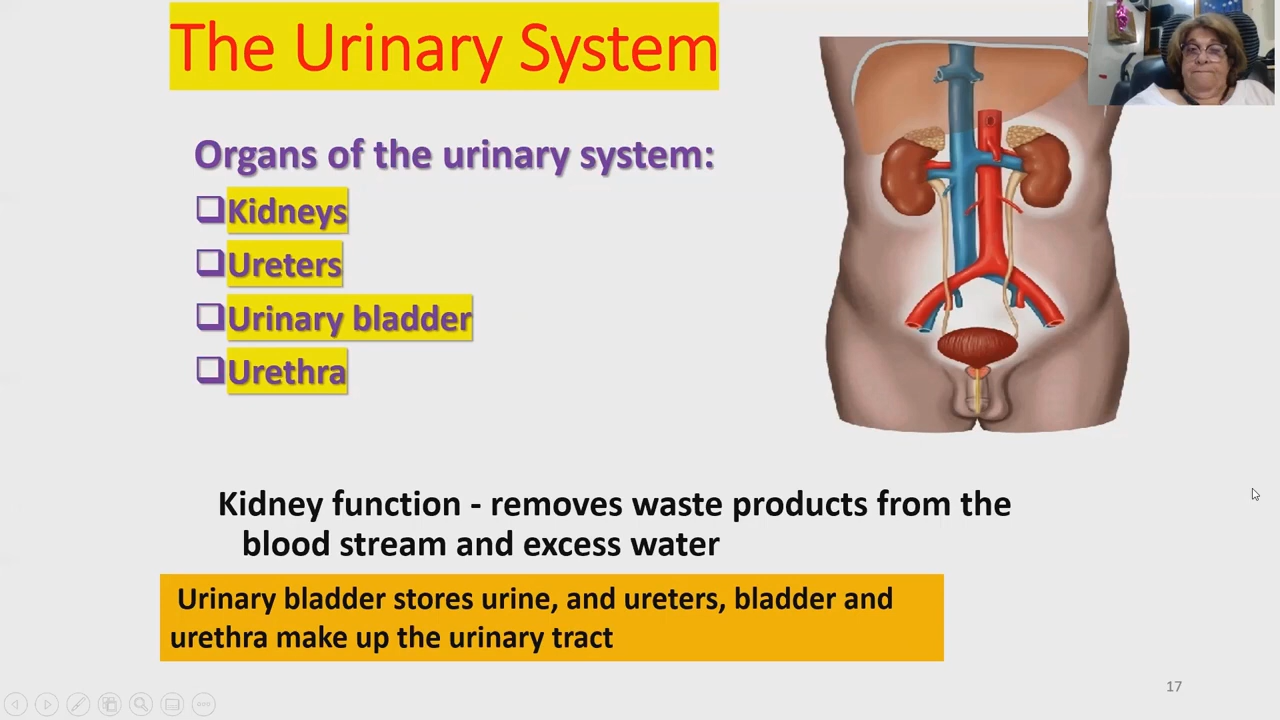 The Urinary System
Organs of the urinary system:
Kidneys
Ureters
Urinary bladder
Urethra
Kidney function - removes waste products from the
blood stream and excess water
Urinary bladder stores urine, and ureters, bladder and
urethra make up the urinary tract
17